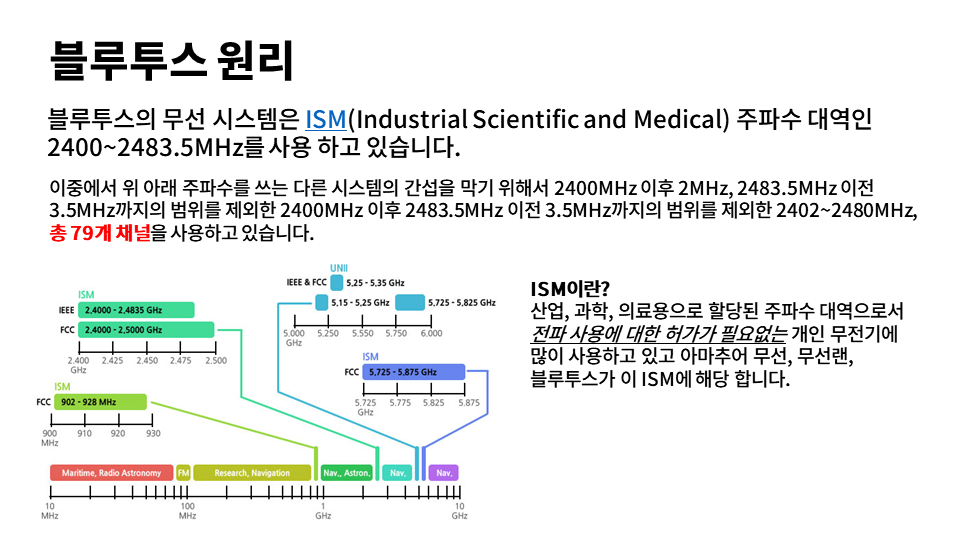 블루투스 원리
블루투스의 무선 시스템은 ISM(Industrial Scientific and Medical) 주파수 대역인
2400~2483.5MHz를 사용 하고 있습니다.
이중에서 위 아래 주파수를 쓰는 다른 시스템의 간섭을 막기 위해서 2400MHz 이후 2MHz, 2483.5MHz 이전
3.5MHz까지의 범위를 제외한 2400MHz 이후 2483.5MHz 이전 3.5MHz까지의 범위를 제외한 2402~2480MHz,
총 79개 채널을 사용하고 있습니다.
UNII
IEEE & FCC 5,25 - 5,35 GHz
5,15 - 5,25 GHz 5,725 - 5,825 GHz
5.000 5.250 5.550 5.750 6.000
GHz
ISM
IEEE 2,4000 - 2,4835 GHz
FCC 2,4000 - 2,5000 GHz
2.400 2.425 2.450 2.475 2.500
GHz
ISM
FCC 5,725 - 5.875 GHz
5.725 5.775 5.825 5.875
GHz
ISM
FCC 902 - 928 MHz
900 910 920 930
MHz
Maritime, Radio Astronomy FM Research, Navigation Nav., Astron. Nav. Nav.
10 100 1 10
MHz MHz GHz GHz
ISM이란?
산업, 과학, 의료용으로 할당된 주파수 대역으로서
전파 사용에 대한 허가가 필요없는 개인 무전기에
많이 사용하고 있고 아마추어 무선, 무선랜,
블루투스가 이 ISM에 해당 합니다.